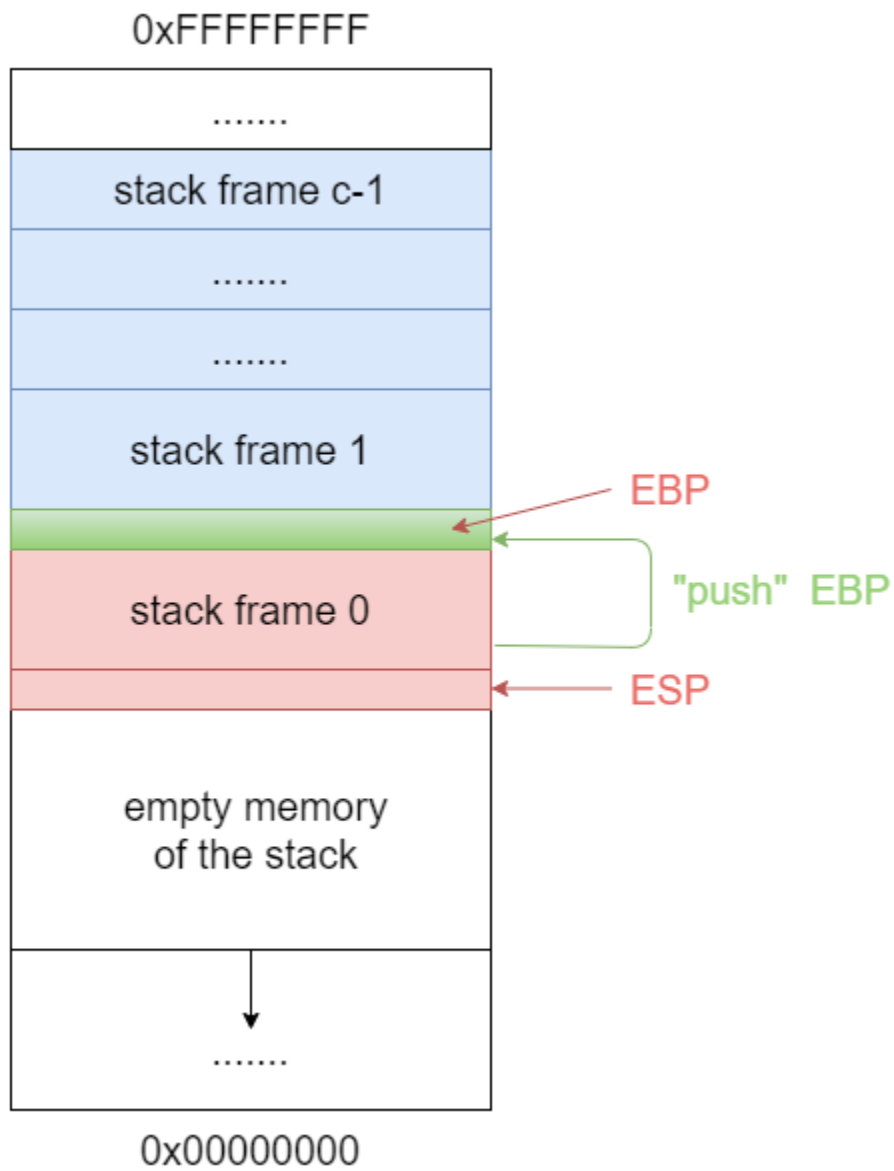 0xFFFFFFFF
.......
stack frame c-1
.......
.......
stack frame 1
EBP
"push" EBP
stack frame 0
ESP
empty memory
of the stack
.......
0x00000000